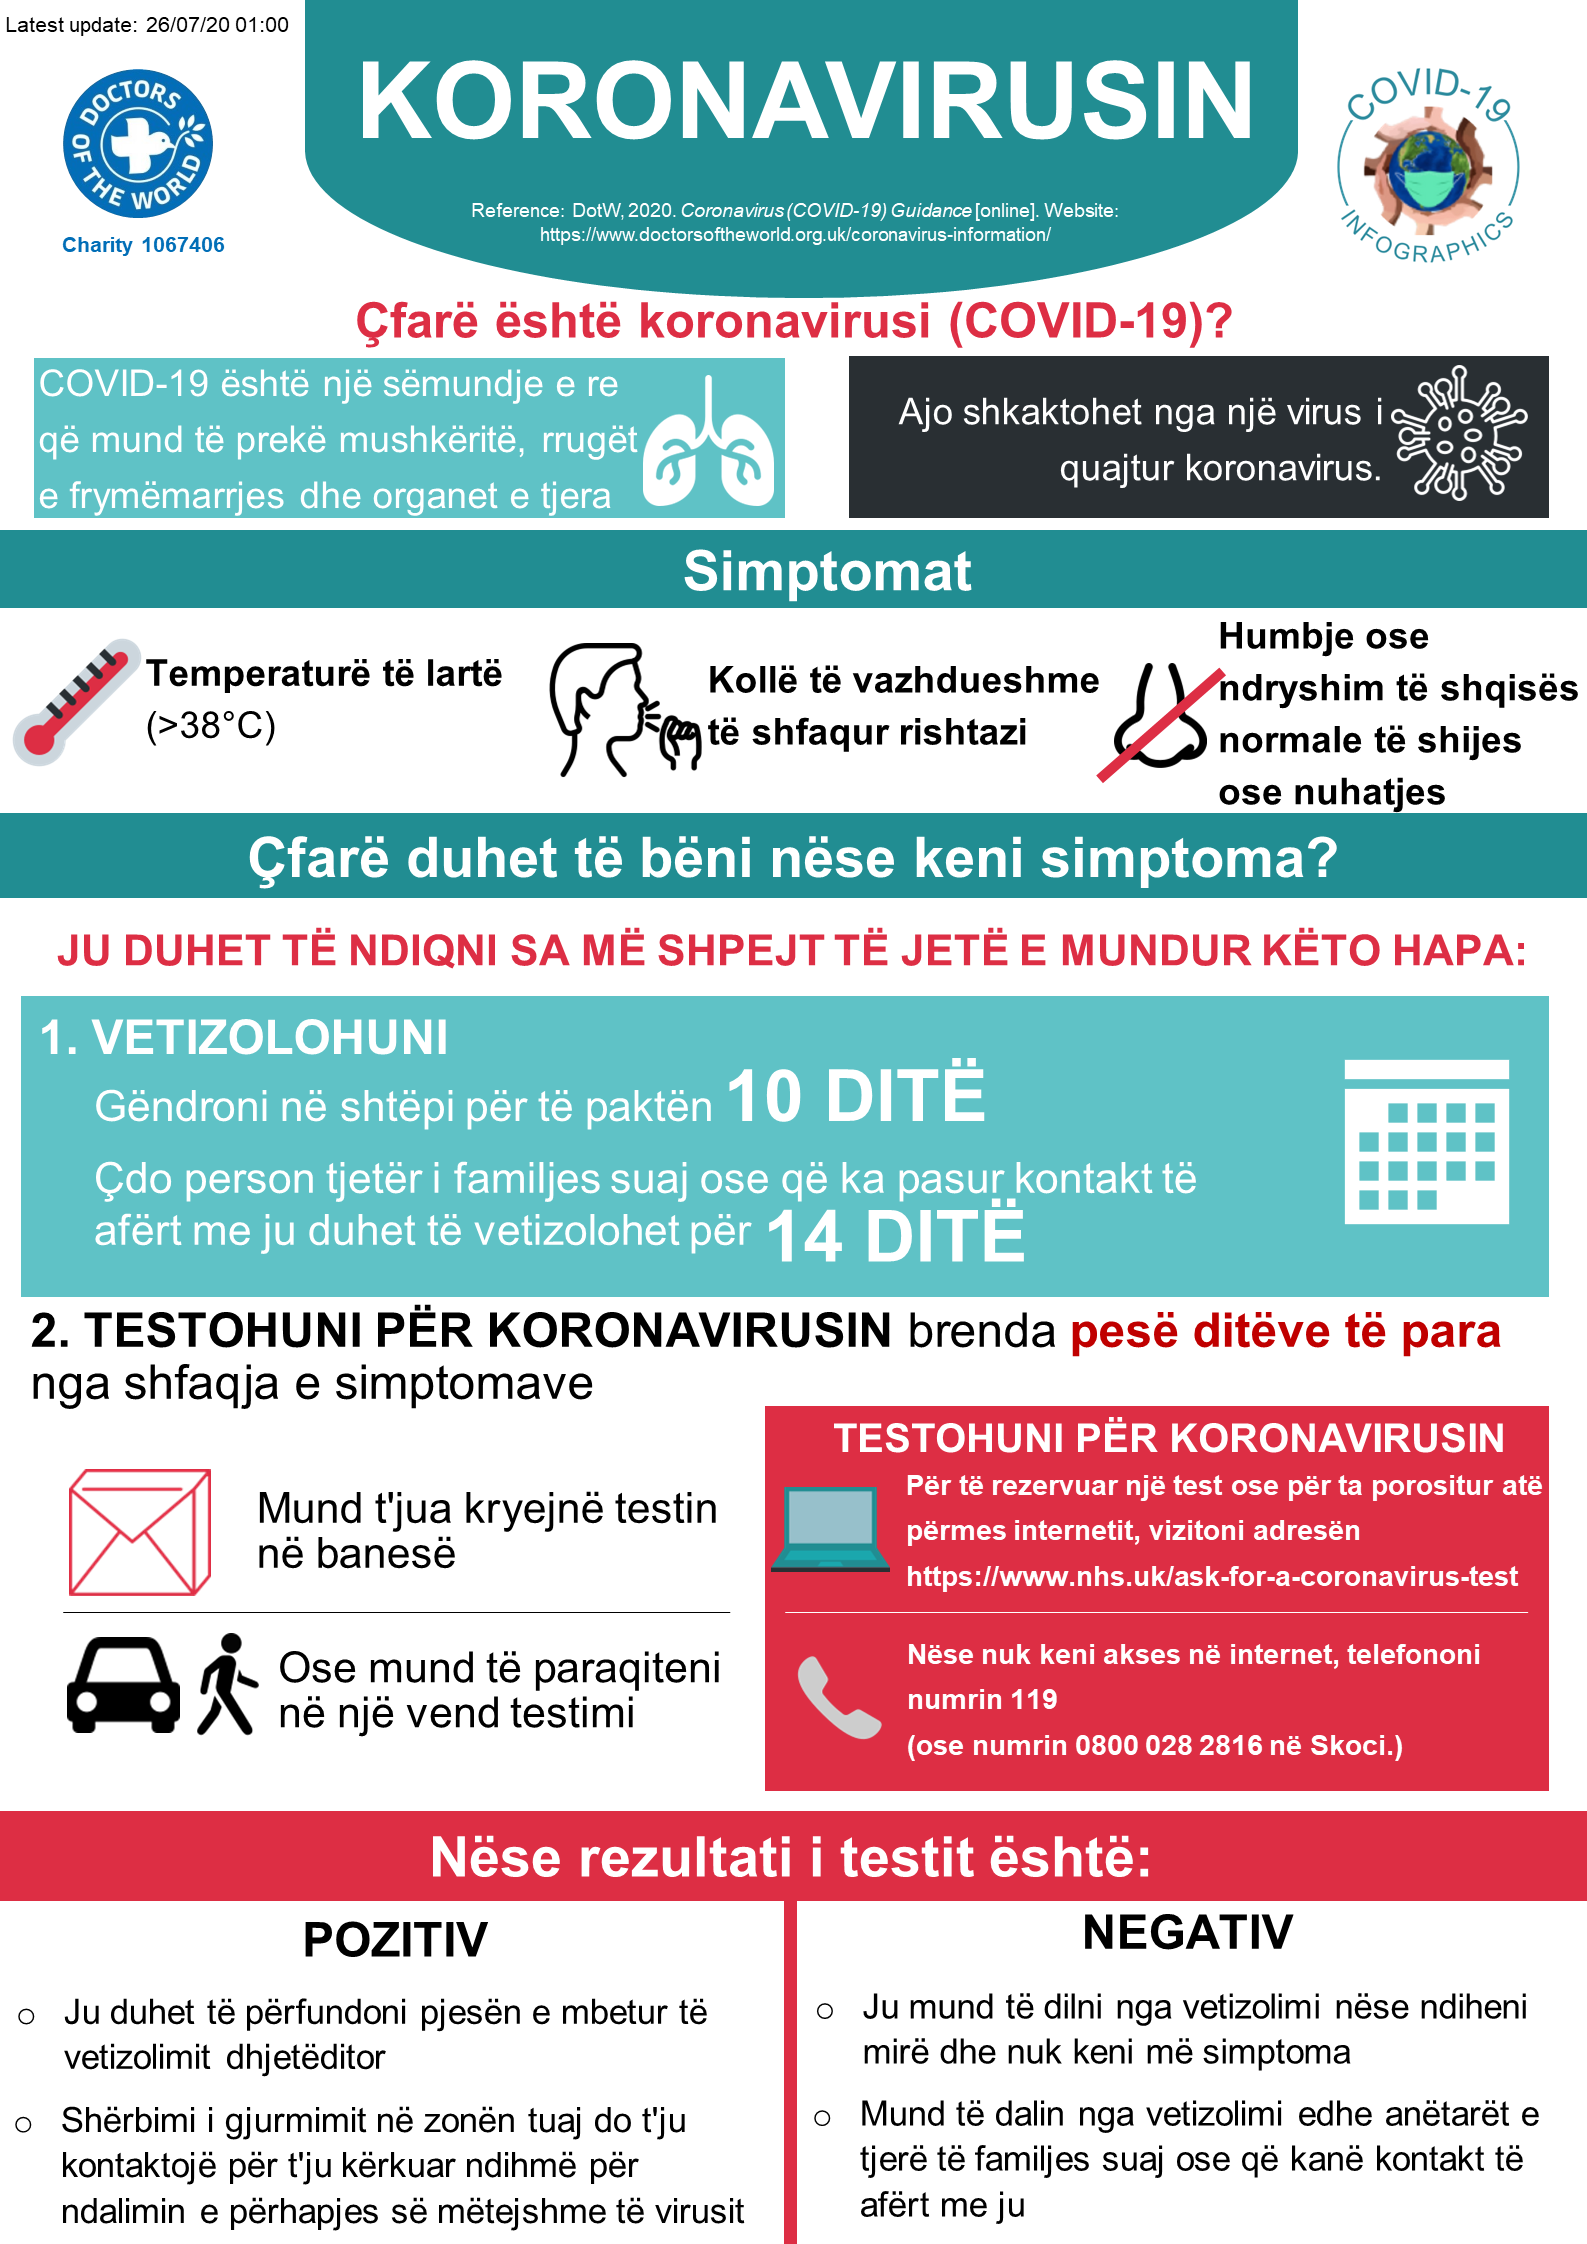 Latest update: 26/07/20 01:00
DOCTORS OF THE WORLD
Charity 1067406
KORONAVIRUSIN
Reference: DotW, 2020. Coronavirus (COVID-19) Guidance [online]. Website:
https://www.doctorsoftheworld.org.uk/coronavirus-information/
COVID-19
INFOGRAPHICS
Çfarë është koronavirusi (COVID-19)?
COVID-19 është një sëmundje e re
që mund të prekë mushkëritë, rrugët
e frymëmarrjes dhe organet e tjera
Ajo shkaktohet nga një virus i
quajtur koronavirus.
Simptomat
Temperaturë të lartë
(>38°C)
Kollë të vazhdueshme
të shfaqur rishtazi
Humbje ose
ndryshim të shqisës
normale të shijes
ose nuhatjes
Çfarë duhet të bëni nëse keni simptoma?
JU DUHET TË NDIQNI SA MË SHPEJT TË JETË E MUNDUR KËTO HAPA:
1. VETIZOLOHUNI
Gëndroni në shtëpi për të paktën 10 DITË
Çdo person tjetër i familjes suaj ose që ka pasur kontakt të
afërt me ju duhet të vetizolohet për 14 DITË
2. TESTOHUNI PËR KORONAVIRUSIN brenda pesë ditëve të para
nga shfaqja e simptomave
Mund t'jua kryejnë testin
në banesë
Ose mund të paraqiteni
në një vend testimi
TESTOHUNI PËR KORONAVIRUSIN
Për të rezervuar një test ose për ta porositur atë
përmes internetit, vizitoni adresën
https://www.nhs.uk/ask-for-a-coronavirus-test
Nëse nuk keni akses në internet, telefononi
numrin 119
(ose numrin 0800 028 2816 në Skoci.)
Nëse rezultati i testit është:
POZITIV
o Ju duhet të përfundoni pjesën e mbetur të
vetizolimit dhjetëditor
o Shërbimi i gjurmimit në zonën tuaj do t'ju
kontaktojë për t'ju kërkuar ndihmë për
ndalimin e përhapjes së mëtejshme të virusit
NEGATIV
o Ju mund të dilni nga vetizolimi nëse ndiheni
mirë dhe nuk keni më simptoma
o Mund të dalin nga vetizolimi edhe anëtarët e
tjerë të familjes suaj ose që kanë kontakt të
afërt me ju